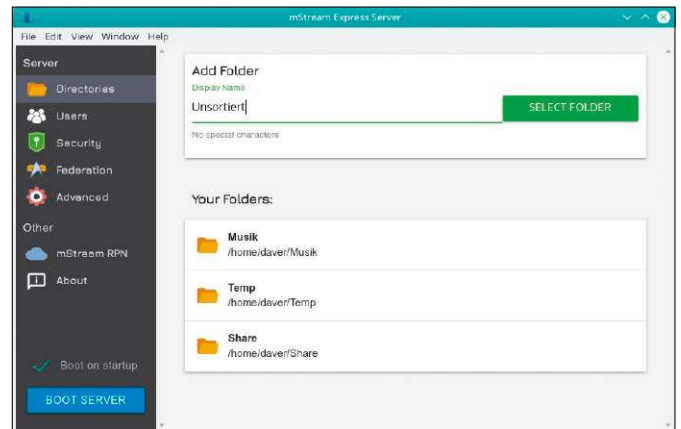 mStream Express Server
File Edit View Window Help
Server
Directories
Users
Security
Federation
Advanced
Other
mStream RPN
About
Boot on startup
BOOT SERVER
Add Folder
Display Name
Unsortiert
SELECT FOLDER
No special characters
Your Folders:
Musik
/home/daver/Musik
Temp
/home/daver/Temp
Share
/home/daver/Share